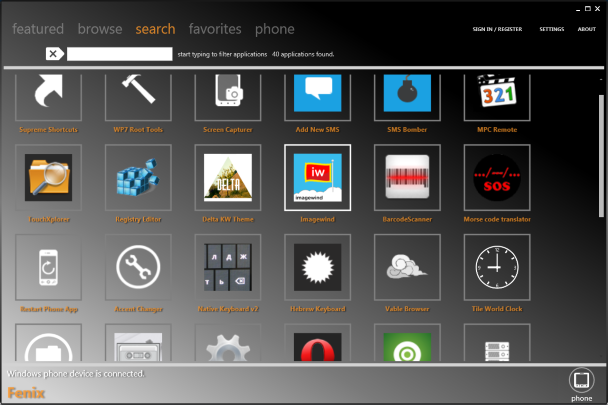 featured browse search favorites phone
SIGN IN / REGISTER SETTINGS ABOUT
start typing to filter applications 40 applications found.
Supreme Shortcuts WP7 Root Tools Screen Capturer Add New SMS SMS Bomber MPC Remote
321
DELTA
iw
imagewind
.../---/...
SOS
TouchXplorer Registry Editor Delta KW Theme Imagewind BarcodeScanner Morse code translator
Л Д Ж
Ť Ь
Restart Phone App Accent Changer Native Keyboard v2 Hebrew Keyboard Vable Browser Tile World Clock
Windows phone device is connected.
Fenix
phone